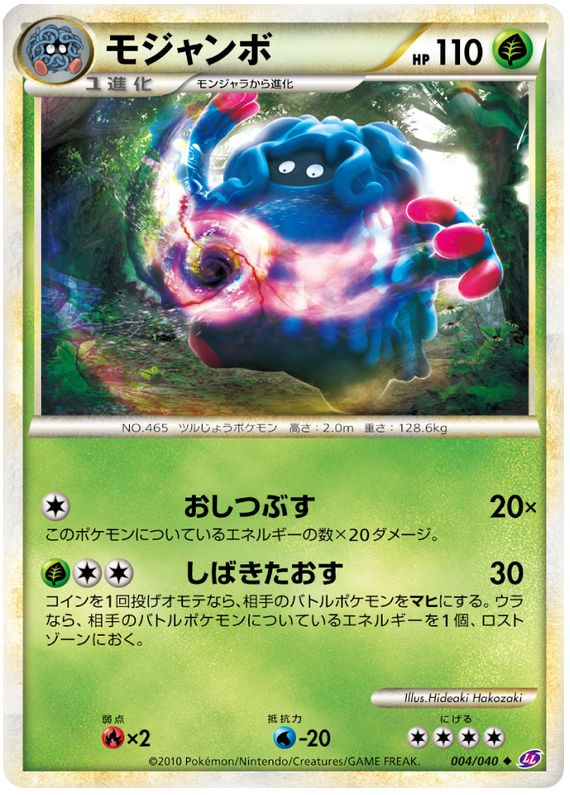 モジャンボ
HP 110
1進化
モンジャラから進化
NO.465 ツルじょうポケモン 高さ:2.0m 重さ:128.6kg
おしつぶす 20×
このポケモンについているエネルギーの数×20ダメージ。
しばきたおす 30
コインを1回投げオモテなら、相手のバトルポケモンをマヒにする。ウラ
なら、相手のバトルポケモンについているエネルギーを1個、ロスト
ゾーンにおく。
Illus.Hideaki Hakozaki
弱点 抵抗力 にげる
×2 -20
©2010 Pokémon/Nintendo/Creatures/GAME FREAK. 004/040 LL